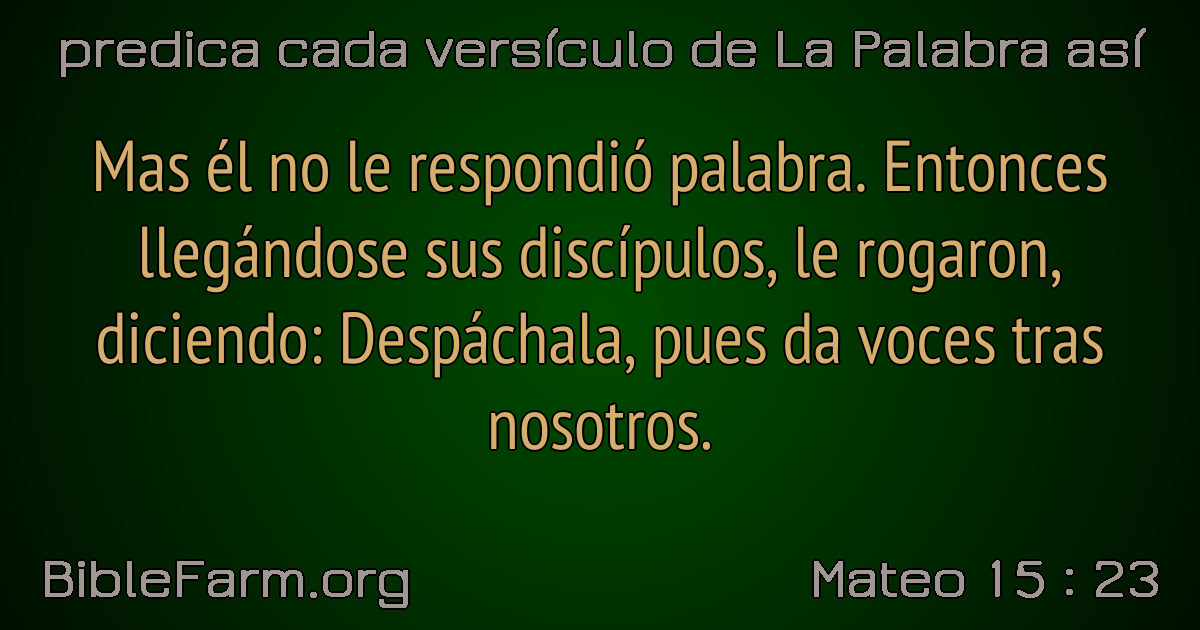 predica cada versículo de La Palabra así
Mas él no le respondió palabra. Entonces
llegándose sus discípulos, le rogaron,
diciendo: Despáchala, pues da voces tras
nosotros.
BibleFarm.org
Mateo 15 : 23